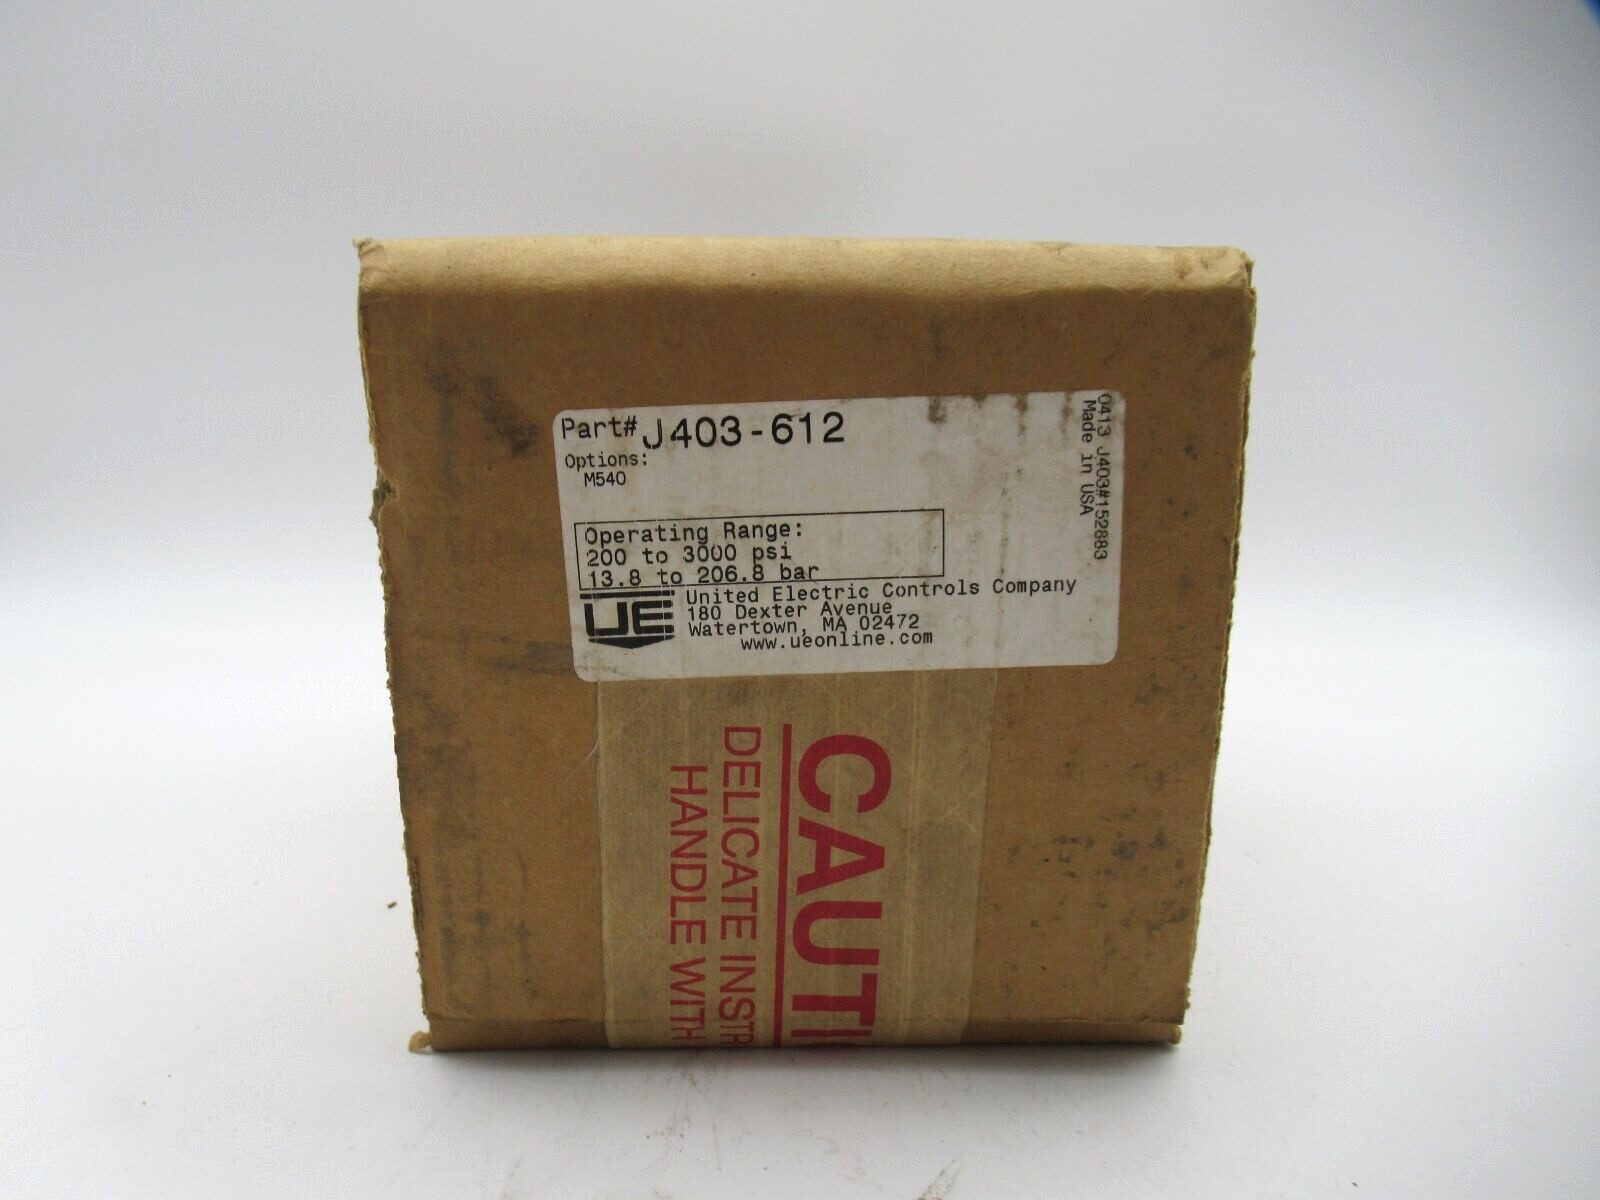 Part# J403-612
Options:
M540
Operating Range:
200 to 3000 psi
13.8 to 206.8 bar
UE
United Electric Controls Company
180 Dexter Avenue
Watertown, MA 02472
www.ueonline.com
0413 J403#152883
Made in USA
CAUTI
DELICATE INSTR
HANDLE WITH